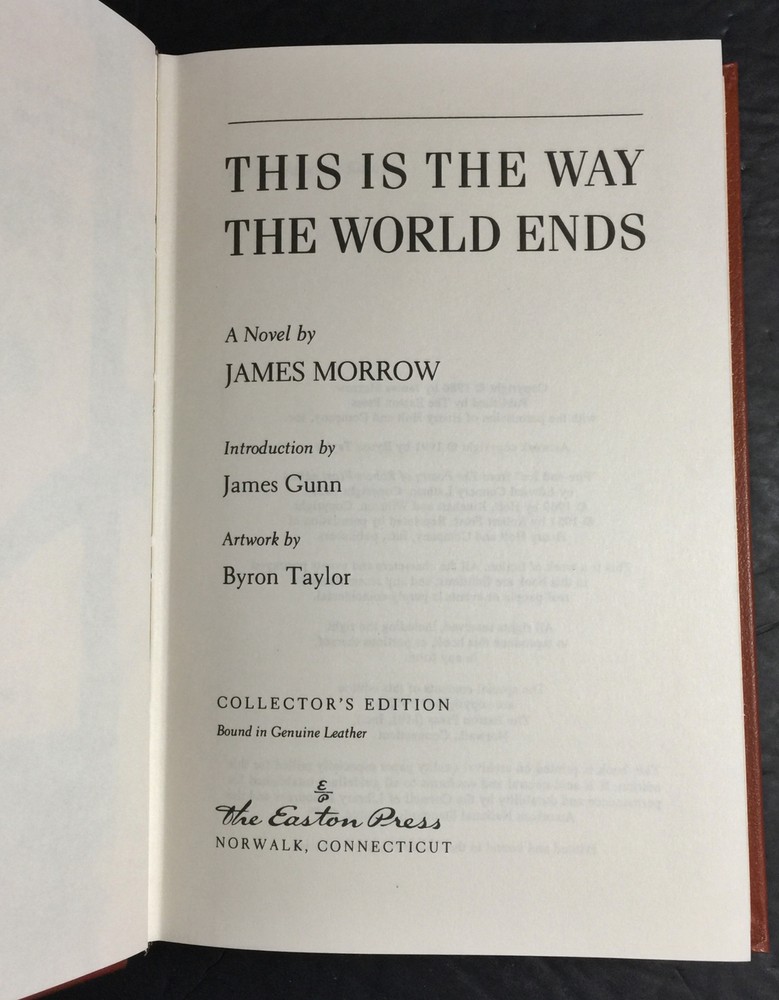 THIS IS THE WAY
THE WORLD ENDS
A Novel by
JAMES MORROW
Introduction by
James Gunn
Artwork by
Byron Taylor
COLLECTOR'S EDITION
Bound in Genuine Leather
E
P
The Easton Press
NORWALK, CONNECTICUT